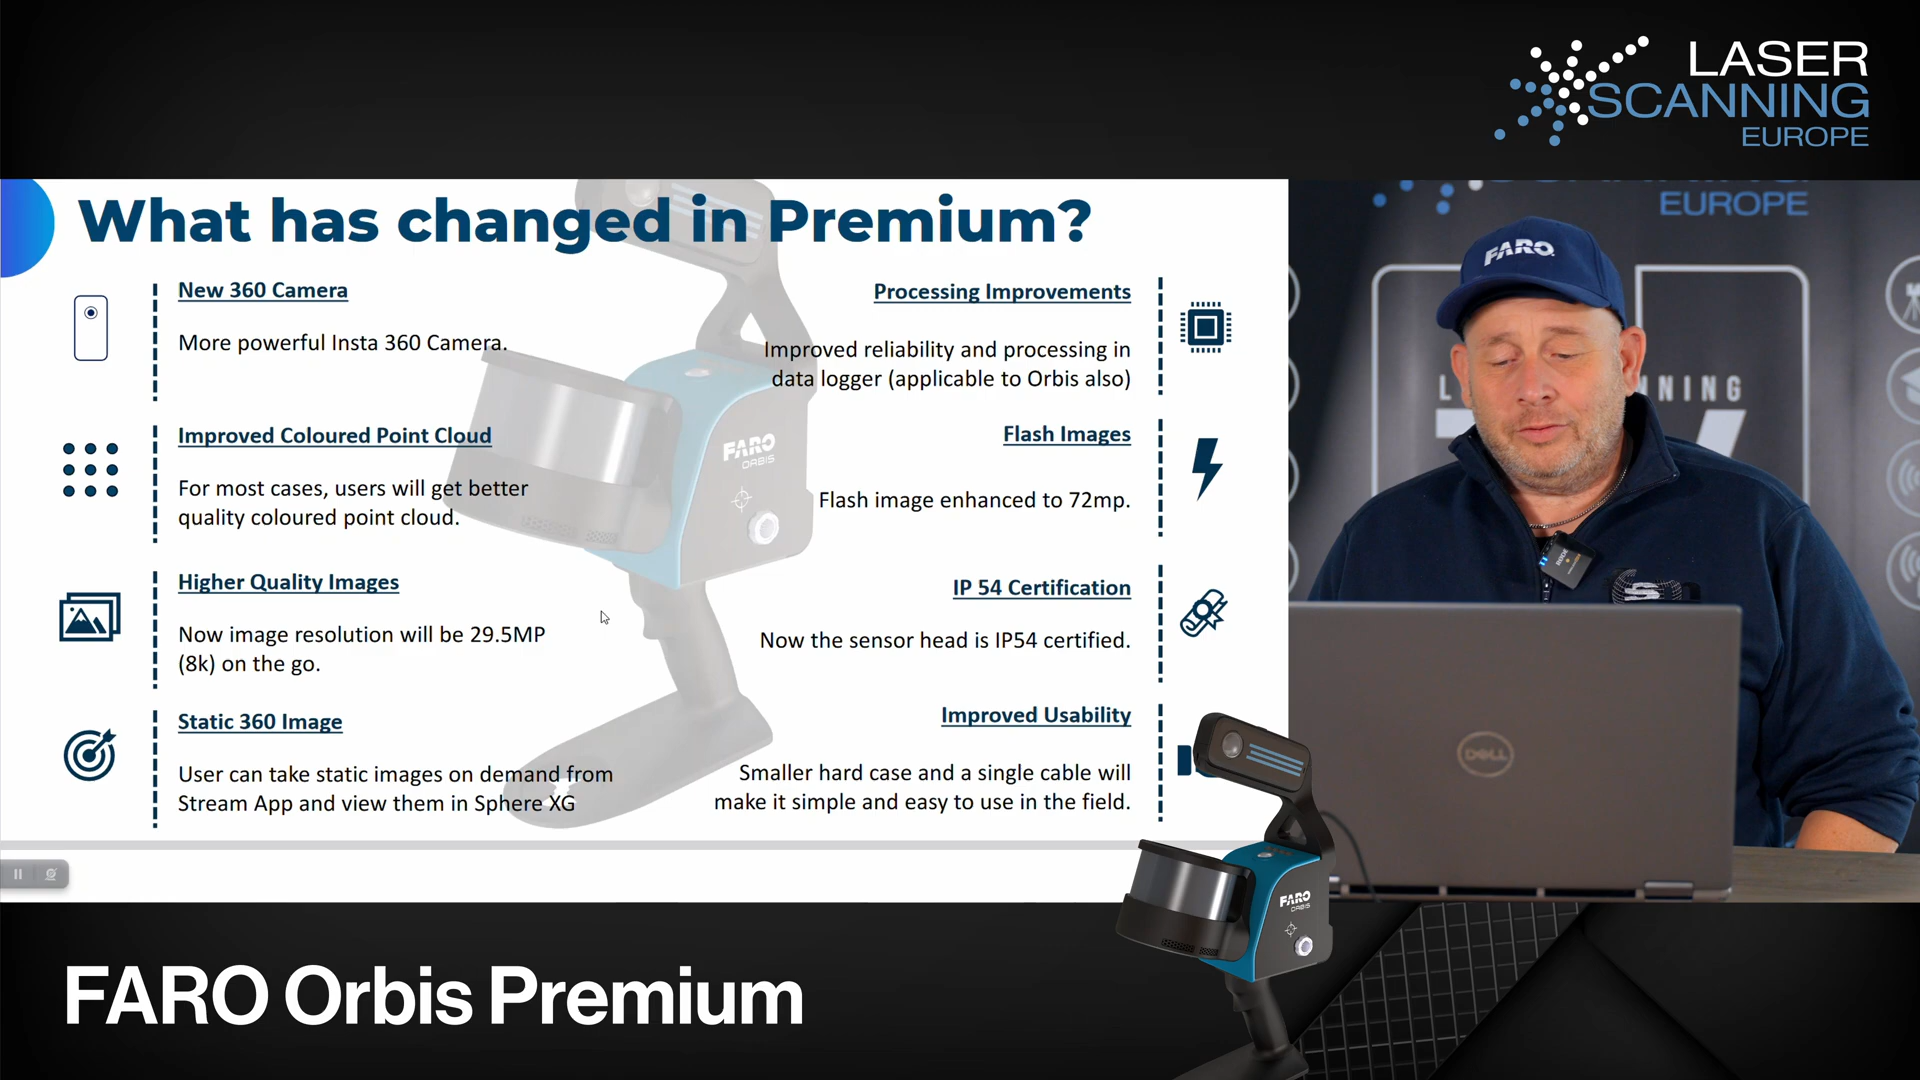 LASER
SCANNING
EUROPE
What has changed in Premium?
New 360 Camera
More powerful Insta 360 Camera.
Improved Coloured Point Cloud
For most cases, users will get better
quality coloured point cloud.
Higher Quality Images
Now image resolution will be 29.5MP
(8k) on the go.
Static 360 Image
User can take static images on demand from
Stream App and view them in Sphere XG
Processing Improvements
Improved reliability and processing in
data logger (applicable to Orbis also)
Flash Images
Flash image enhanced to 72mp.
IP 54 Certification
Now the sensor head is IP54 certified.
Improved Usability
Smaller hard case and a single cable will
make it simple and easy to use in the field.
FARO
ORBIS
EUROPE
FARO
DELL
FARO
ORBIS
FARO Orbis Premium